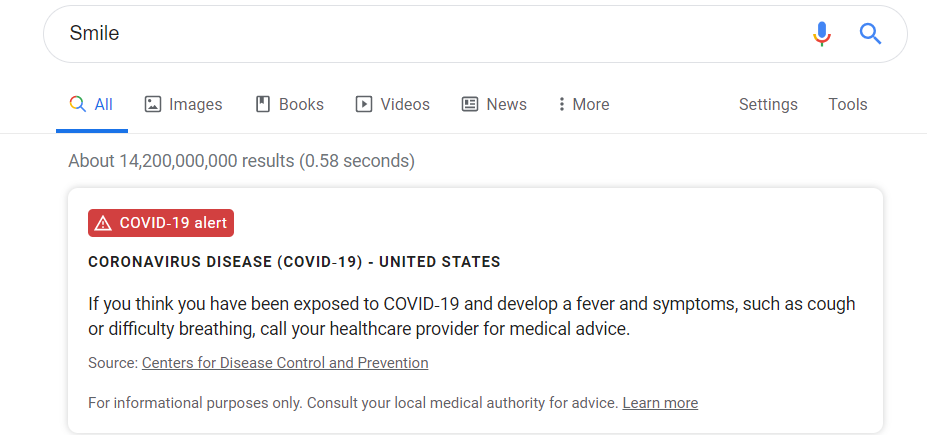 Smile
All Images Books Videos News More Settings Tools
About 14,200,000,000 results (0.58 seconds)
COVID-19 alert
CORONAVIRUS DISEASE (COVID-19) - UNITED STATES
If you think you have been exposed to COVID-19 and develop a fever and symptoms, such as cough
or difficulty breathing, call your healthcare provider for medical advice.
Source: Centers for Disease Control and Prevention
For informational purposes only. Consult your local medical authority for advice. Learn more